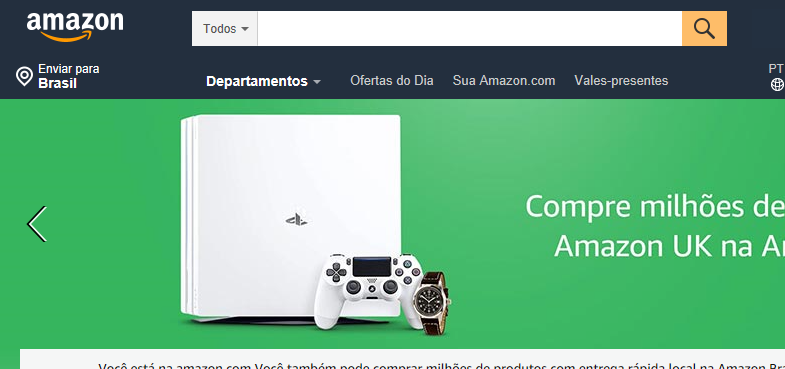 amazon
Todos
Enviar para
Brasil
Departamentos
Ofertas do Dia
Sua Amazon.com
Vales-presentes
PT
Compre milhões de
Amazon UK na
Você está na amazon.com Você também pode comprar milhões de produtos com entrega rápida local na Amazon